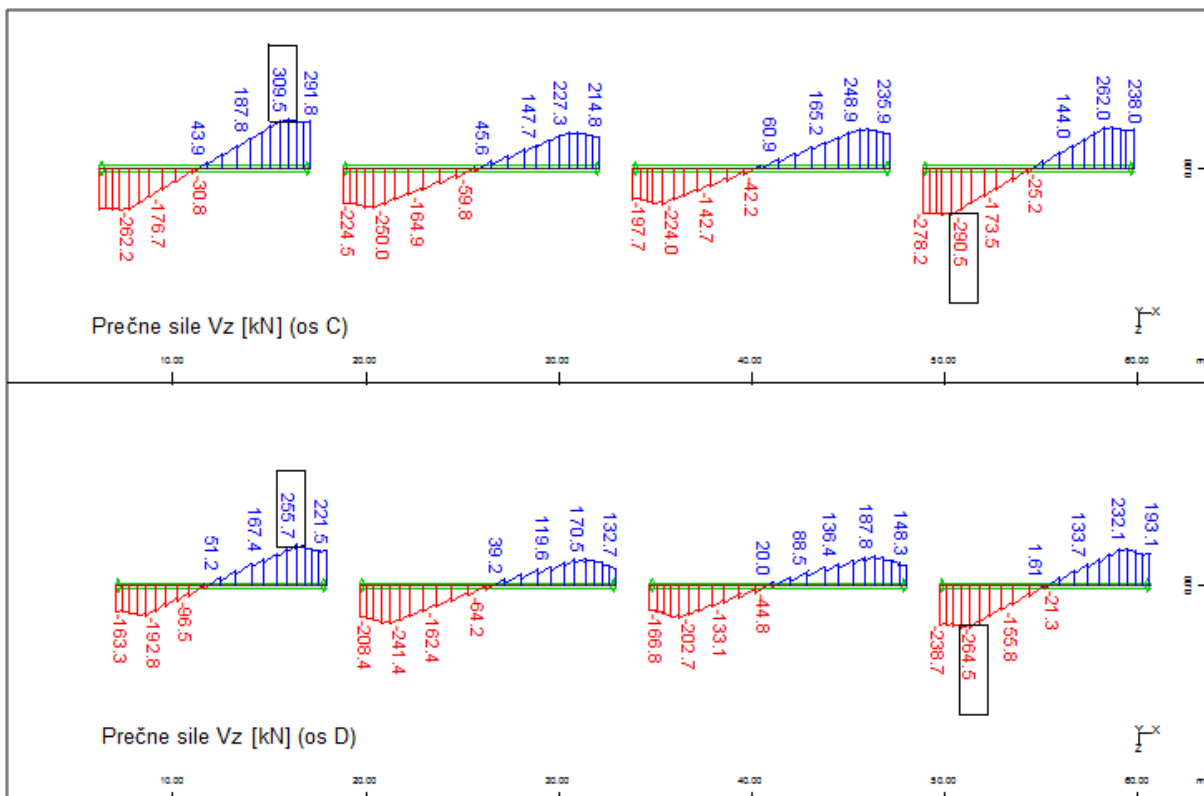 43.9 187.8 309.5 291.8
-262.2 -176.7 -30.8
45.6 147.7 227.3 214.8
-224.5 -250.0 -164.9 -59.8
60.9 165.2 248.9 235.9
-197.7 -224.0 -142.7 -42.2
144.0 262.0 238.0
-278.2 -290.5 -173.5 -25.2
Prečne sile Vz [kN] (os C)
Y X
Z
10.00 20.00 30.00 40.00 50.00 60.00 m
51.2 167.4 255.7 221.5
-163.3 -192.8 -96.5
39.2 119.6 170.5 132.7
-208.4 -241.4 -162.4 -64.2
20.0 88.5 136.4 187.8 148.3
-166.8 -202.7 -133.1 -44.8
1.61 133.7 232.1 193.1
-238.7 -264.5 -155.8 -21.3
Prečne sile Vz [kN] (os D)
Y X
Z
10.00 20.00 30.00 40.00 50.00 60.00 m